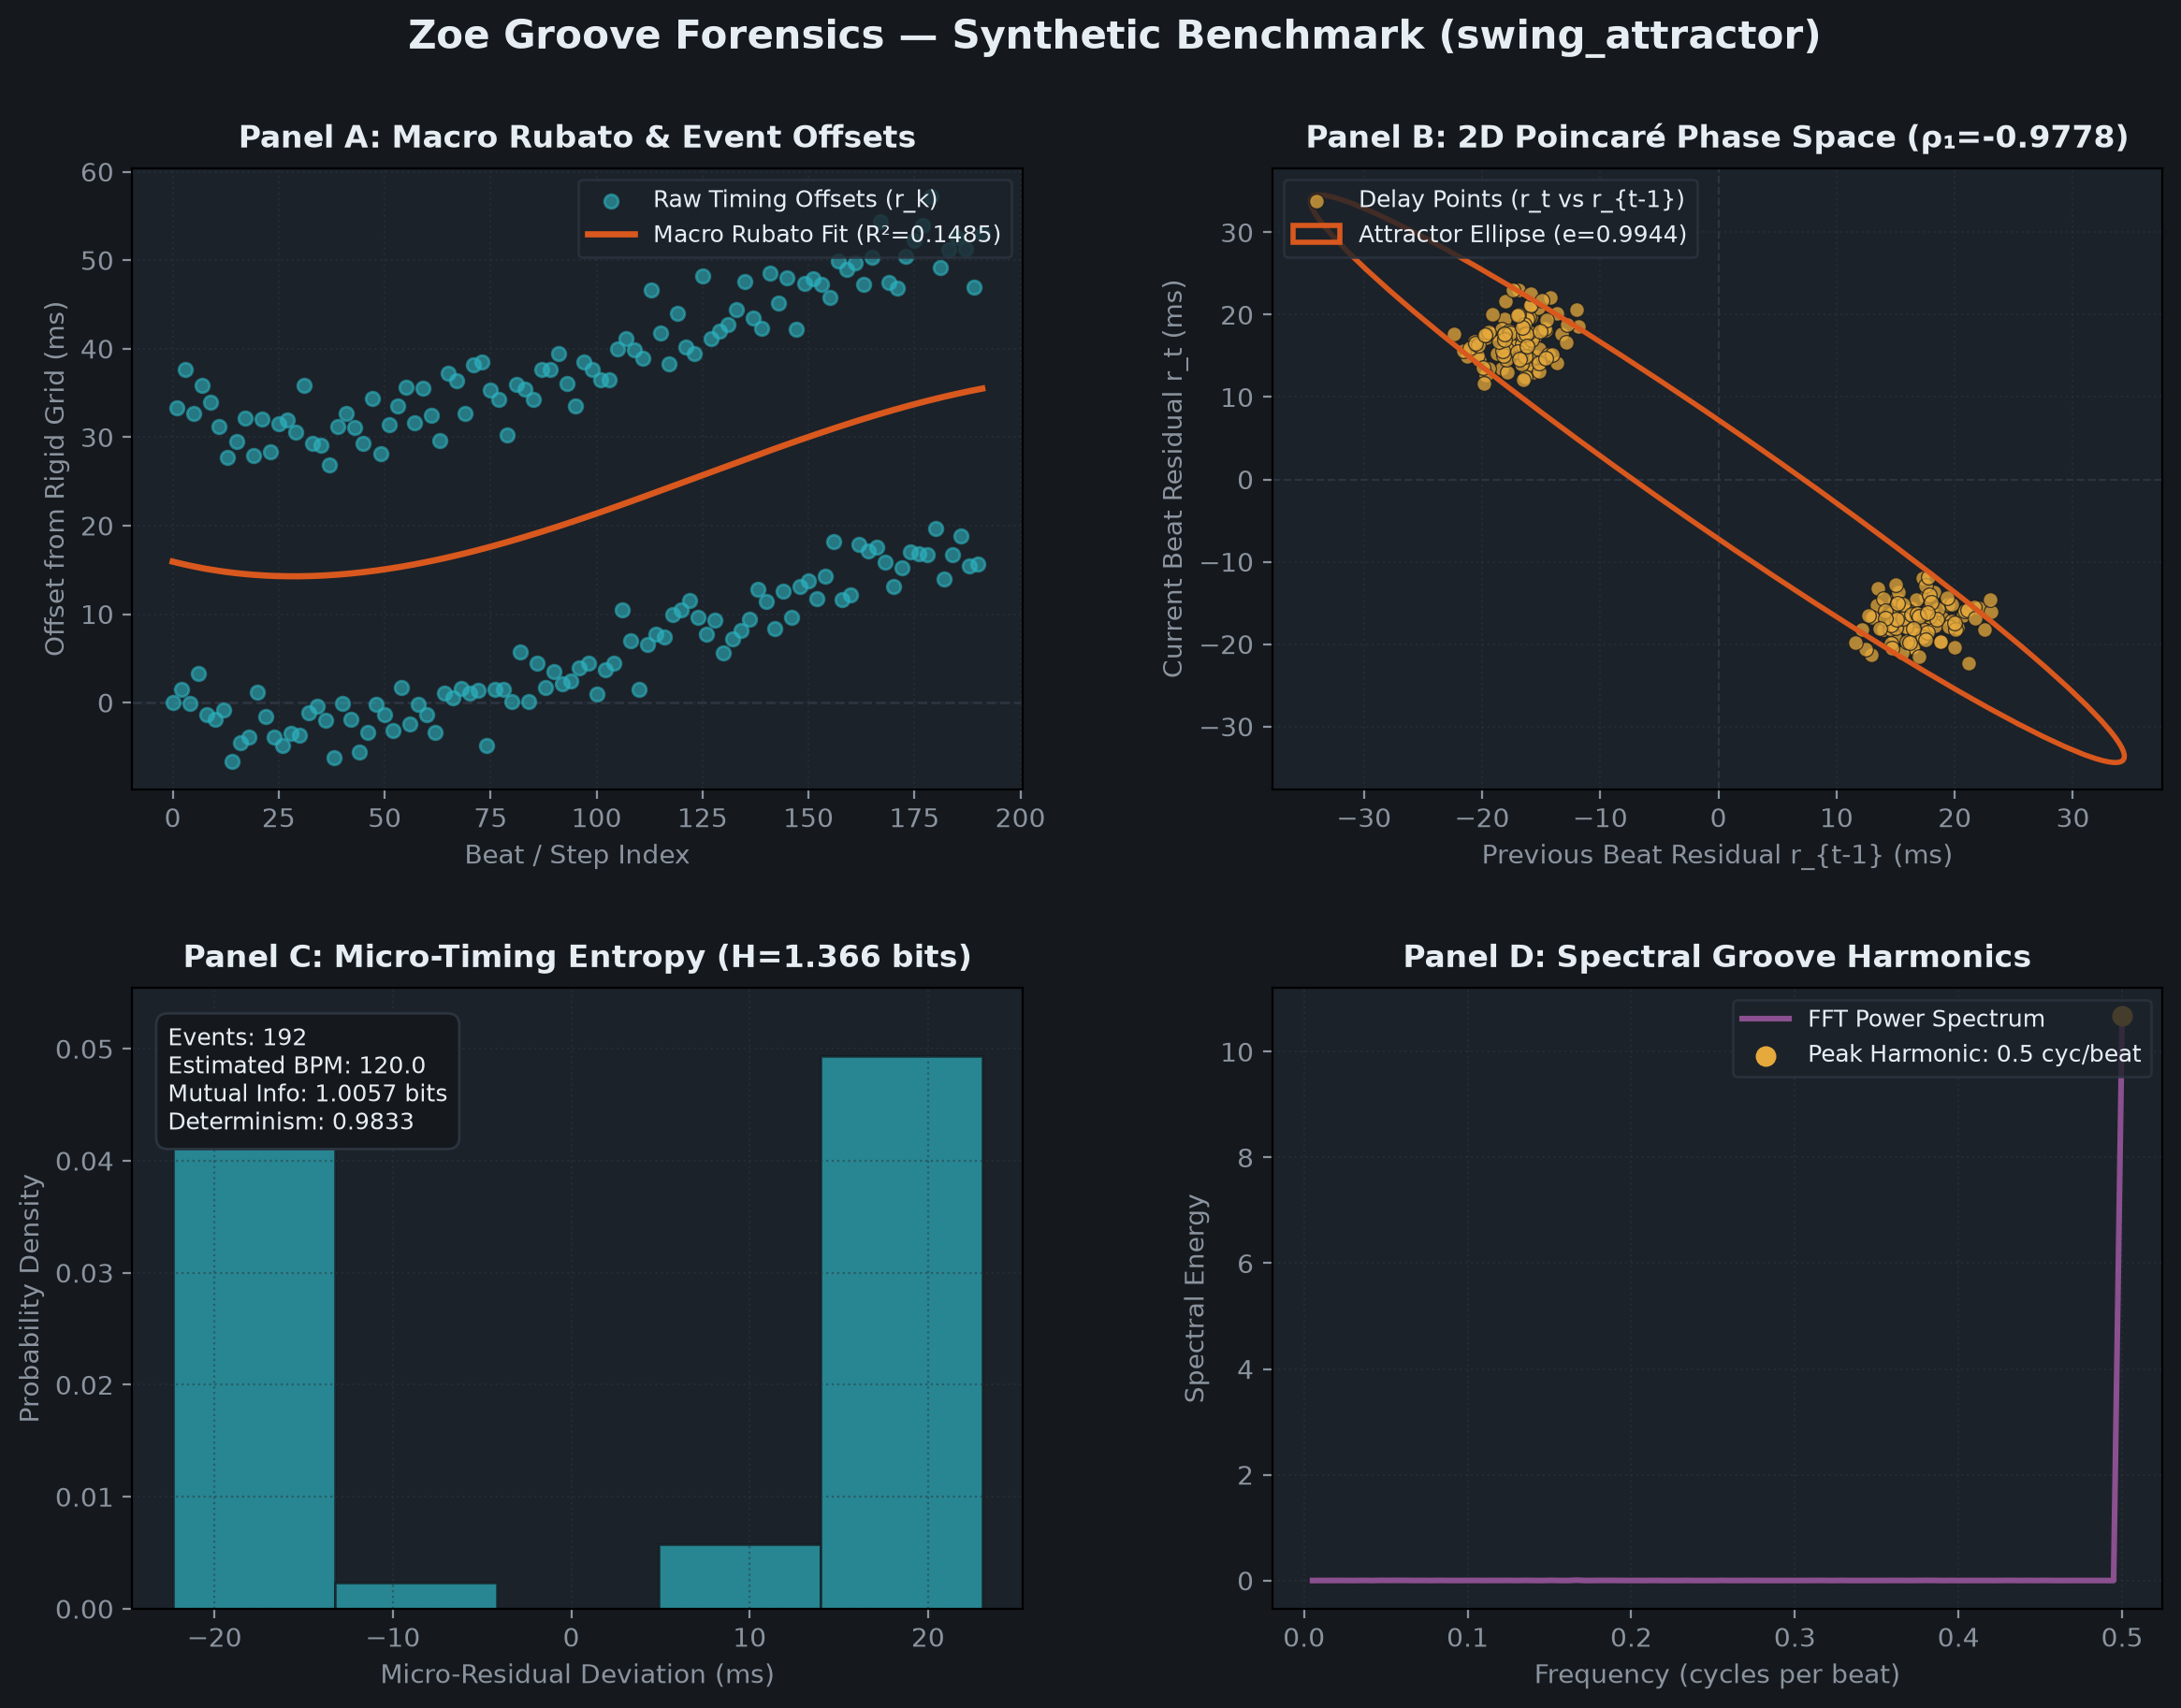 Zoe Groove Forensics — Synthetic Benchmark (swing_attractor)
Panel A: Macro Rubato & Event Offsets
Raw Timing Offsets (r_k)
Macro Rubato Fit (R²=0.1485)
Offset from Rigid Grid (ms)
60
50
40
30
20
10
0
0 25 50 75 100 125 150 175 200
Beat / Step Index
Panel B: 2D Poincaré Phase Space (ρ₁=-0.9778)
Delay Points (r_t vs r_{t-1})
Attractor Ellipse (e=0.9944)
Current Beat Residual r_t (ms)
30
20
10
0
−10
−20
−30
−30 −20 −10 0 10 20 30
Previous Beat Residual r_{t-1} (ms)
Panel C: Micro-Timing Entropy (H=1.366 bits)
Events: 192
Estimated BPM: 120.0
Mutual Info: 1.0057 bits
Determinism: 0.9833
Probability Density
0.05
0.04
0.03
0.02
0.01
0.00
−20 −10 0 10 20
Micro-Residual Deviation (ms)
Panel D: Spectral Groove Harmonics
FFT Power Spectrum
Peak Harmonic: 0.5 cyc/beat
Spectral Energy
10
8
6
4
2
0
0.0 0.1 0.2 0.3 0.4 0.5
Frequency (cycles per beat)